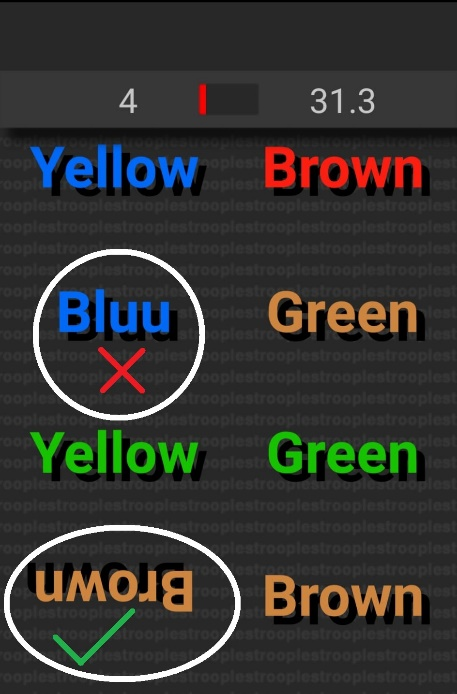 4 31.3
Yellow Brown
Bluu Green
Yellow Green
Brown Brown